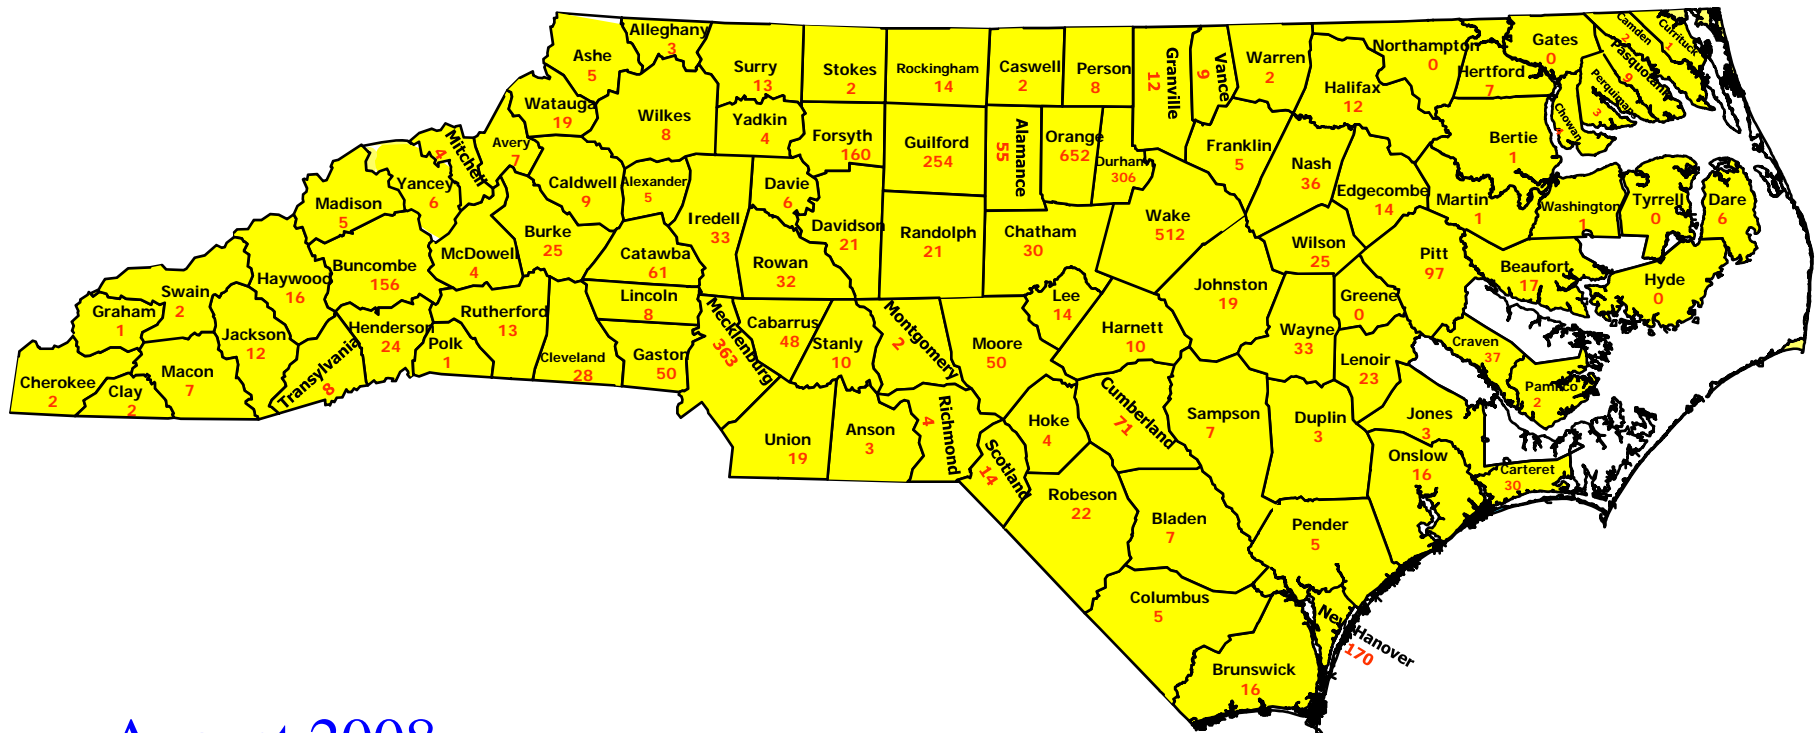 Alleghany
3
Ashe
5
Surry
13
Stokes
2
Rockingham
14
Caswell
2
Person
8
Granville
12
Vance
9
Warren
2
Northampton
0
Gates
0
Camden
2
Currituck
1
Pasquotank
9
Perquimans
3
Chowan
Hertford
7
Halifax
12
Bertie
1
Watauga
19
Wilkes
8
Yadkin
4
Forsyth
160
Guilford
254
Alamance
55
Orange
652
Durham
306
Franklin
5
Nash
36
Edgecombe
14
Martin
1
Washington
1
Tyrrell
0
Dare
6
Mitchell
4
Avery
7
Yancey
6
Madison
5
Caldwell
9
Alexander
5
Iredell
33
Davie
6
Davidson
21
Randolph
21
Chatham
30
Wake
512
Wilson
25
Pitt
97
Beaufort
17
Hyde
0
Burke
25
McDowell
4
Catawba
61
Rowan
32
Buncombe
156
Haywood
16
Swain
2
Graham
1
Jackson
12
Henderson
24
Rutherford
13
Polk
1
Lincoln
8
Cleveland
28
Gaston
50
Mecklenburg
363
Cabarrus
48
Stanly
10
Montgomery
2
Moore
50
Lee
14
Harnett
10
Johnston
19
Wayne
33
Greene
0
Lenoir
23
Craven
37
Pamlico
2
Cherokee
2
Clay
2
Macon
7
Transylvania
8
Union
19
Anson
3
Richmond
4
Scotland
14
Hoke
4
Cumberland
71
Sampson
7
Duplin
3
Jones
3
Onslow
16
Carteret
30
Robeson
22
Bladen
7
Pender
5
Columbus
5
New Hanover
170
Brunswick
16
August 2008